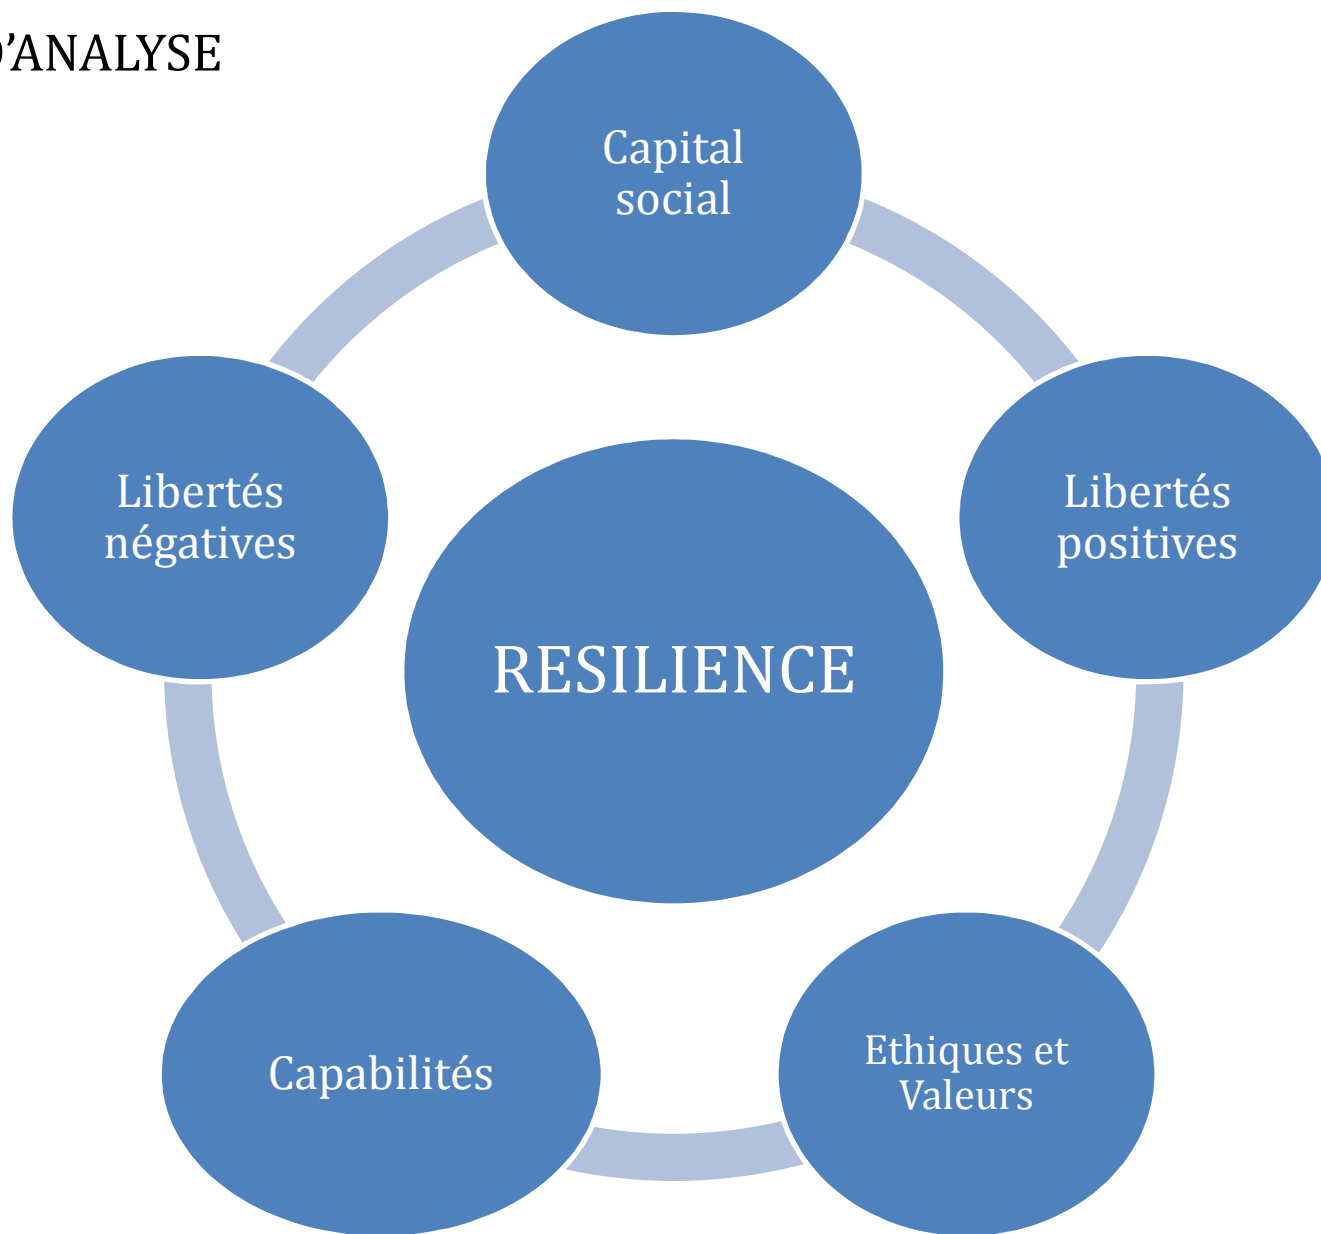 D’ANALYSE
Capital
social
Libertés
négatives
Libertés
positives
RESILIENCE
Capabilités
Ethiques et
Valeurs